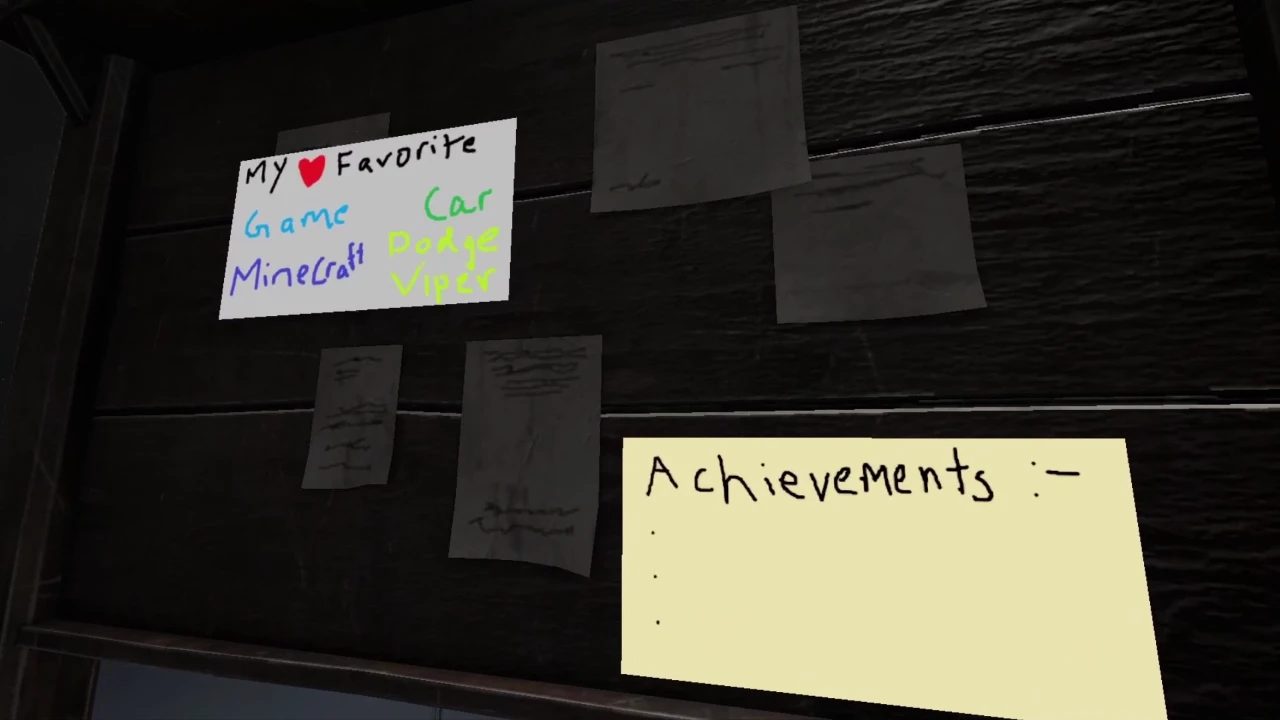 My ❤ Favorite
Game
Minecraft
Car
Dodge
Viper
Achievements :-
.
.
.